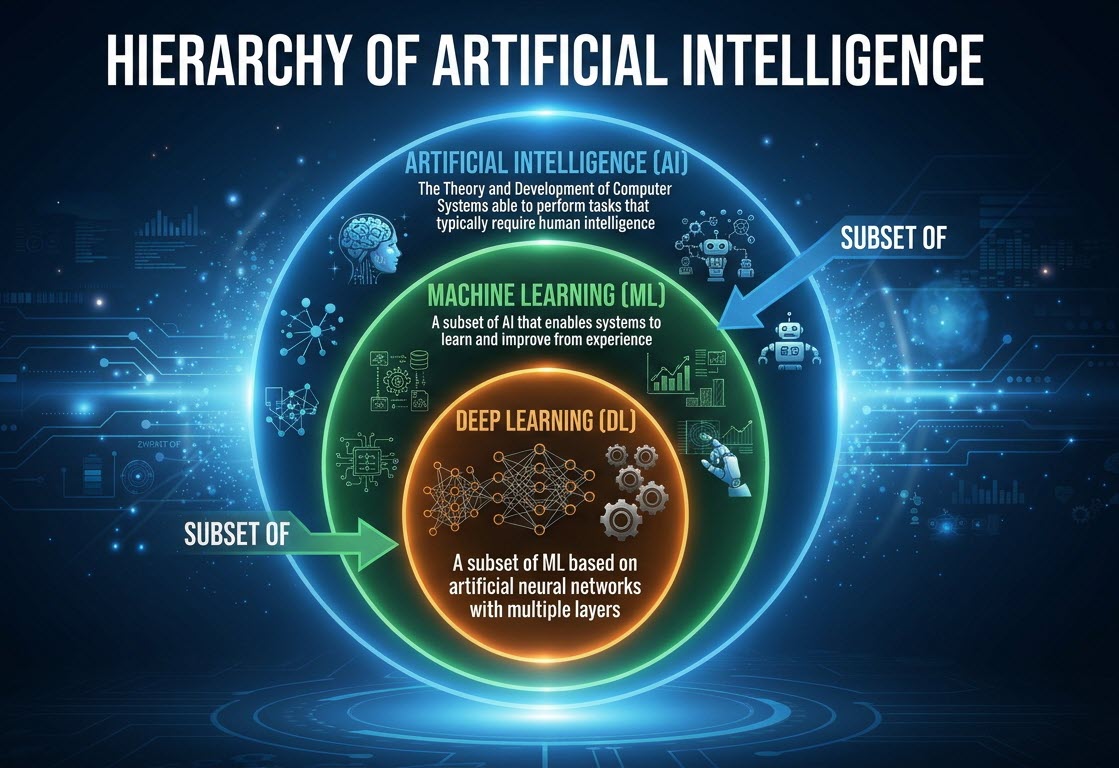 HIERARCHY OF ARTIFICIAL INTELLIGENCE
ARTIFICIAL INTELLIGENCE (AI)
The Theory and Development of Computer
Systems able to perform tasks that
typically require human intelligence
SUBSET OF
MACHINE LEARNING (ML)
A subset of AI that enables systems to
learn and improve from experience
DEEP LEARNING (DL)
SUBSET OF
A subset of ML based on
artificial neural networks
with multiple layers